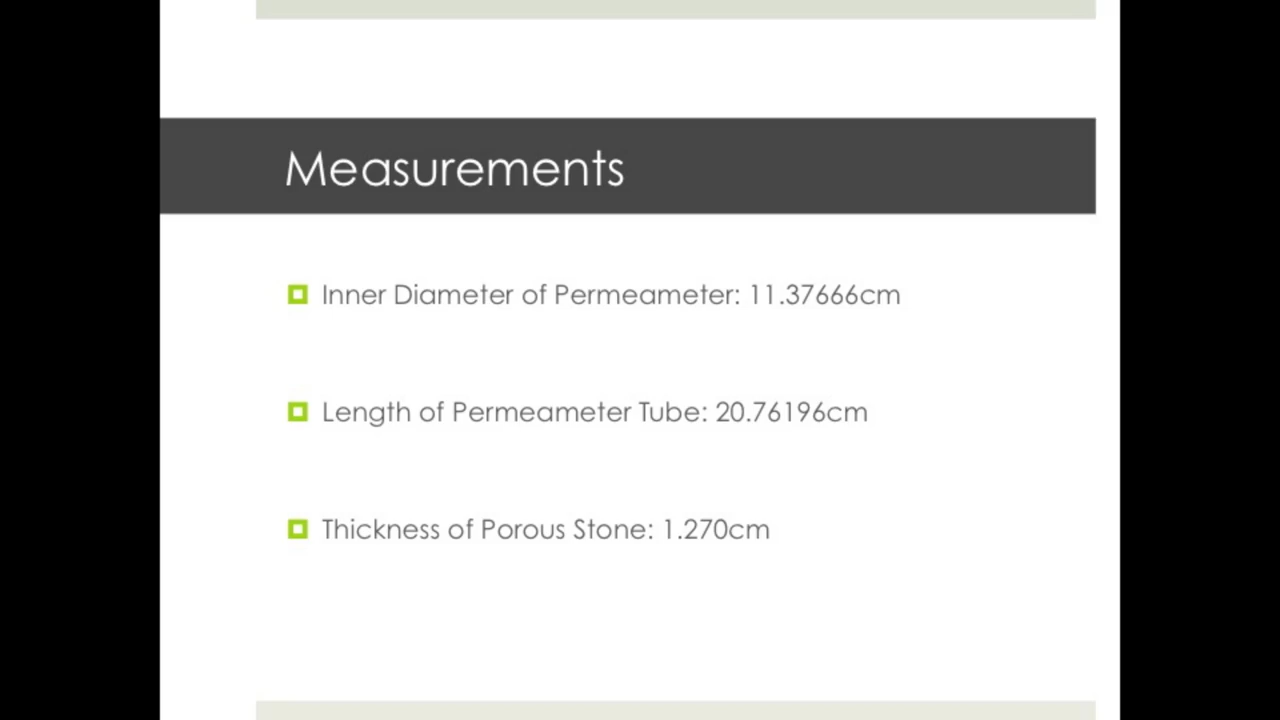 Measurements
Inner Diameter of Permeameter: 11.37666cm
Length of Permeameter Tube: 20.76196cm
Thickness of Porous Stone: 1.270cm